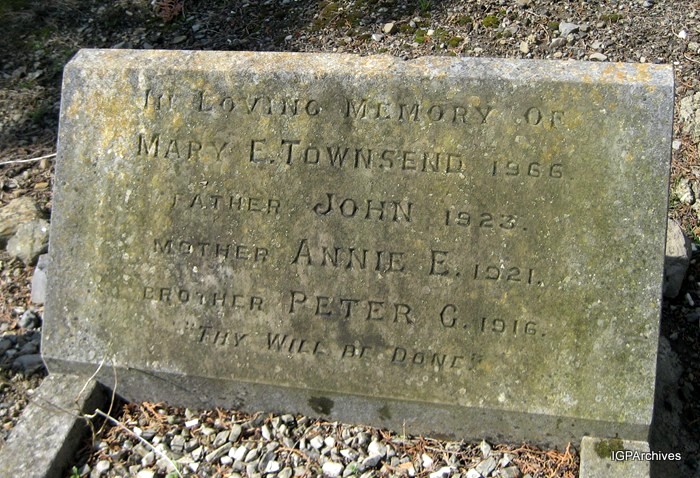 IN LOVING MEMORY OF
MARY E. TOWNSEND 1966
FATHER JOHN 1923.
MOTHER ANNIE E. 1921.
BROTHER PETER G. 1916.
"THY WILL BE DONE"
IGPArchives